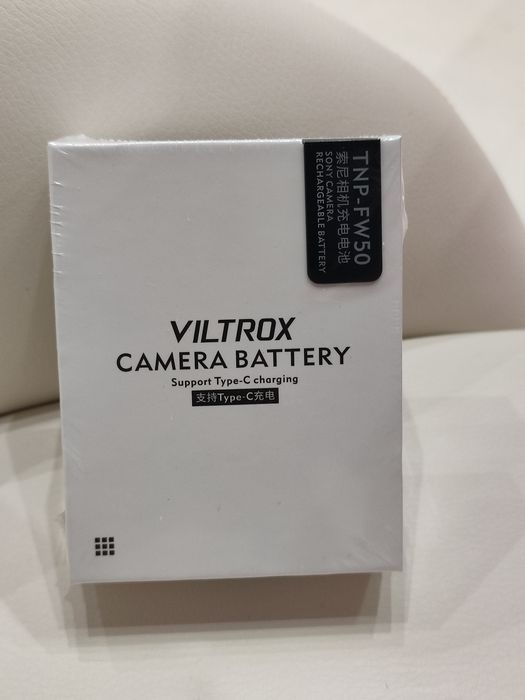 TNP-FW50
索尼相机充电电池
SONY CAMERA
RECHARGEABLE BATTERY
VILTROX
CAMERA BATTERY
Support Type-C charging
支持Type-C充电